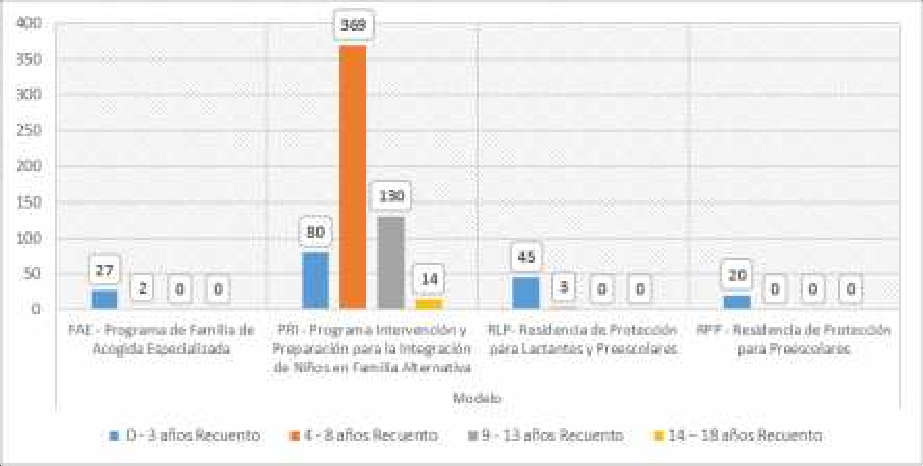 400
350
300
250
200
150
100
50
0
369
130
80
14
27
2
0
0
45
3
0
0
20
0
0
0
FAE - Programa de Familia de
Acogida Especializada
PRI - Programa Intervención y
Preparación para la Integración
de Niños en Familia Alternativa
RLP- Residencia de Protección
para Lactantes y Preescolares
- Residencia de Protección
para Preescolares
Modelo
0 - 3 años Recuento
4 - 8 años Recuento
9 - 13 años Recuento
14 – 18 años Recuento